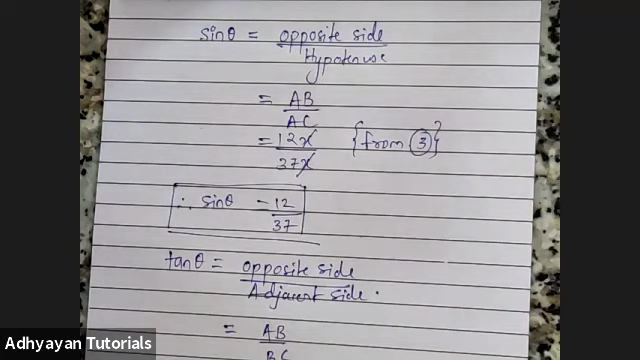 sinθ = opposite side
Hypotenuse
= AB
AC
= 12x {from ③}
37x
∴ sinθ = 12
37
tanθ = opposite side
Adjacent side.
= AB
BC
Adhyayan Tutorials